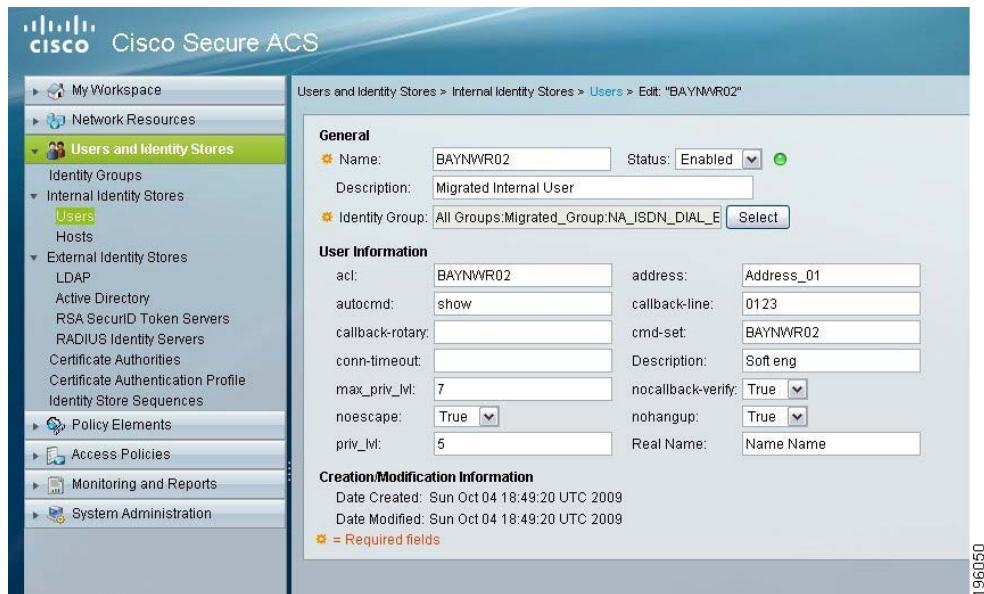 CISCO Cisco Secure ACS
My Workspace
Network Resources
Users and Identity Stores
Identity Groups
Internal Identity Stores
Users
Hosts
External Identity Stores
LDAP
Active Directory
RSA SecurID Token Servers
RADIUS Identity Servers
Certificate Authorities
Certificate Authentication Profile
Identity Store Sequences
Policy Elements
Access Policies
Monitoring and Reports
System Administration
Users and Identity Stores > Internal Identity Stores > Users > Edit: "BAYNWR02"
General
Name: BAYNWR02 Status: Enabled
Description: Migrated Internal User
Identity Group: All Groups:Migrated_Group:NA_ISDN_DIAL_E Select
User Information
acl: BAYNWR02 address: Address_01
autocmd: show callback-line: 0123
callback-rotary: cmd-set: BAYNWR02
conn-timeout: Description: Soft eng
max_priv_lvl: 7 nocallback-verify: True
noescape: True nohangup: True
priv_lvl: 5 Real Name: Name Name
Creation/Modification Information
Date Created: Sun Oct 04 18:49:20 UTC 2009
Date Modified: Sun Oct 04 18:49:20 UTC 2009
= Required fields
196050